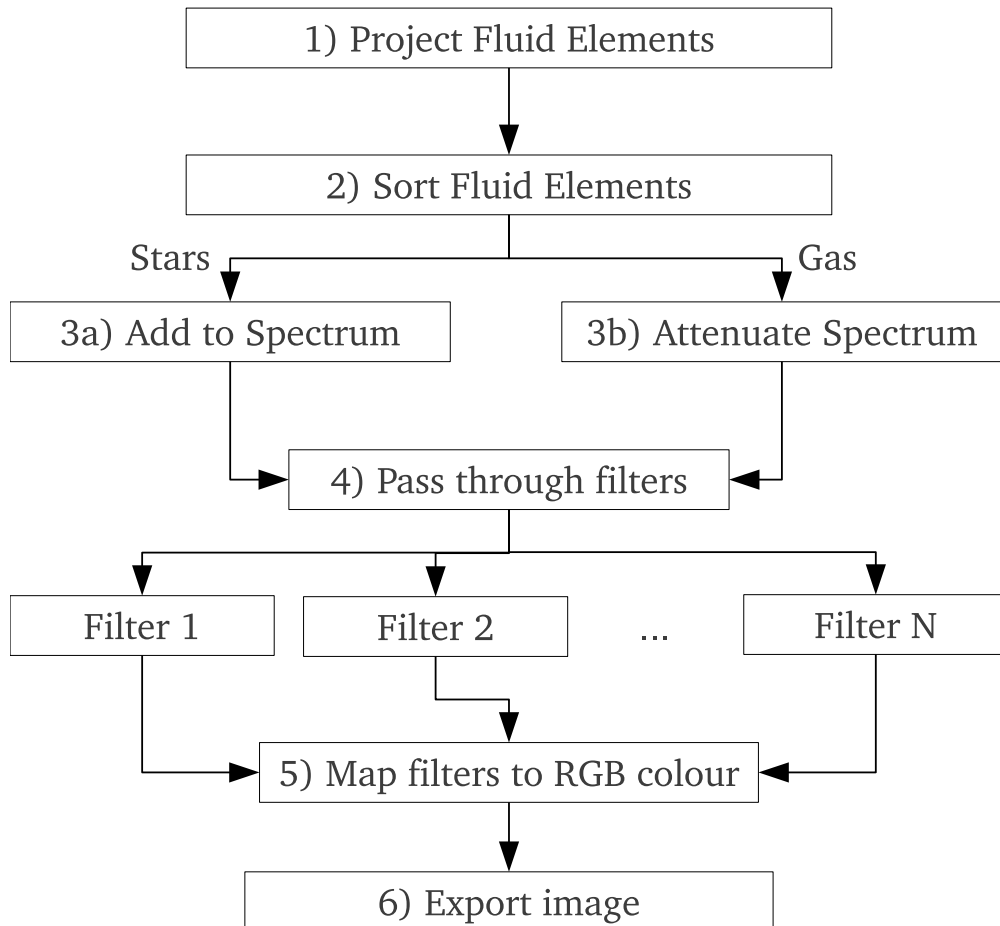 1) Project Fluid Elements
2) Sort Fluid Elements
Stars
Gas
3a) Add to Spectrum
3b) Attenuate Spectrum
4) Pass through filters
Filter 1
Filter 2
...
Filter N
5) Map filters to RGB colour
6) Export image